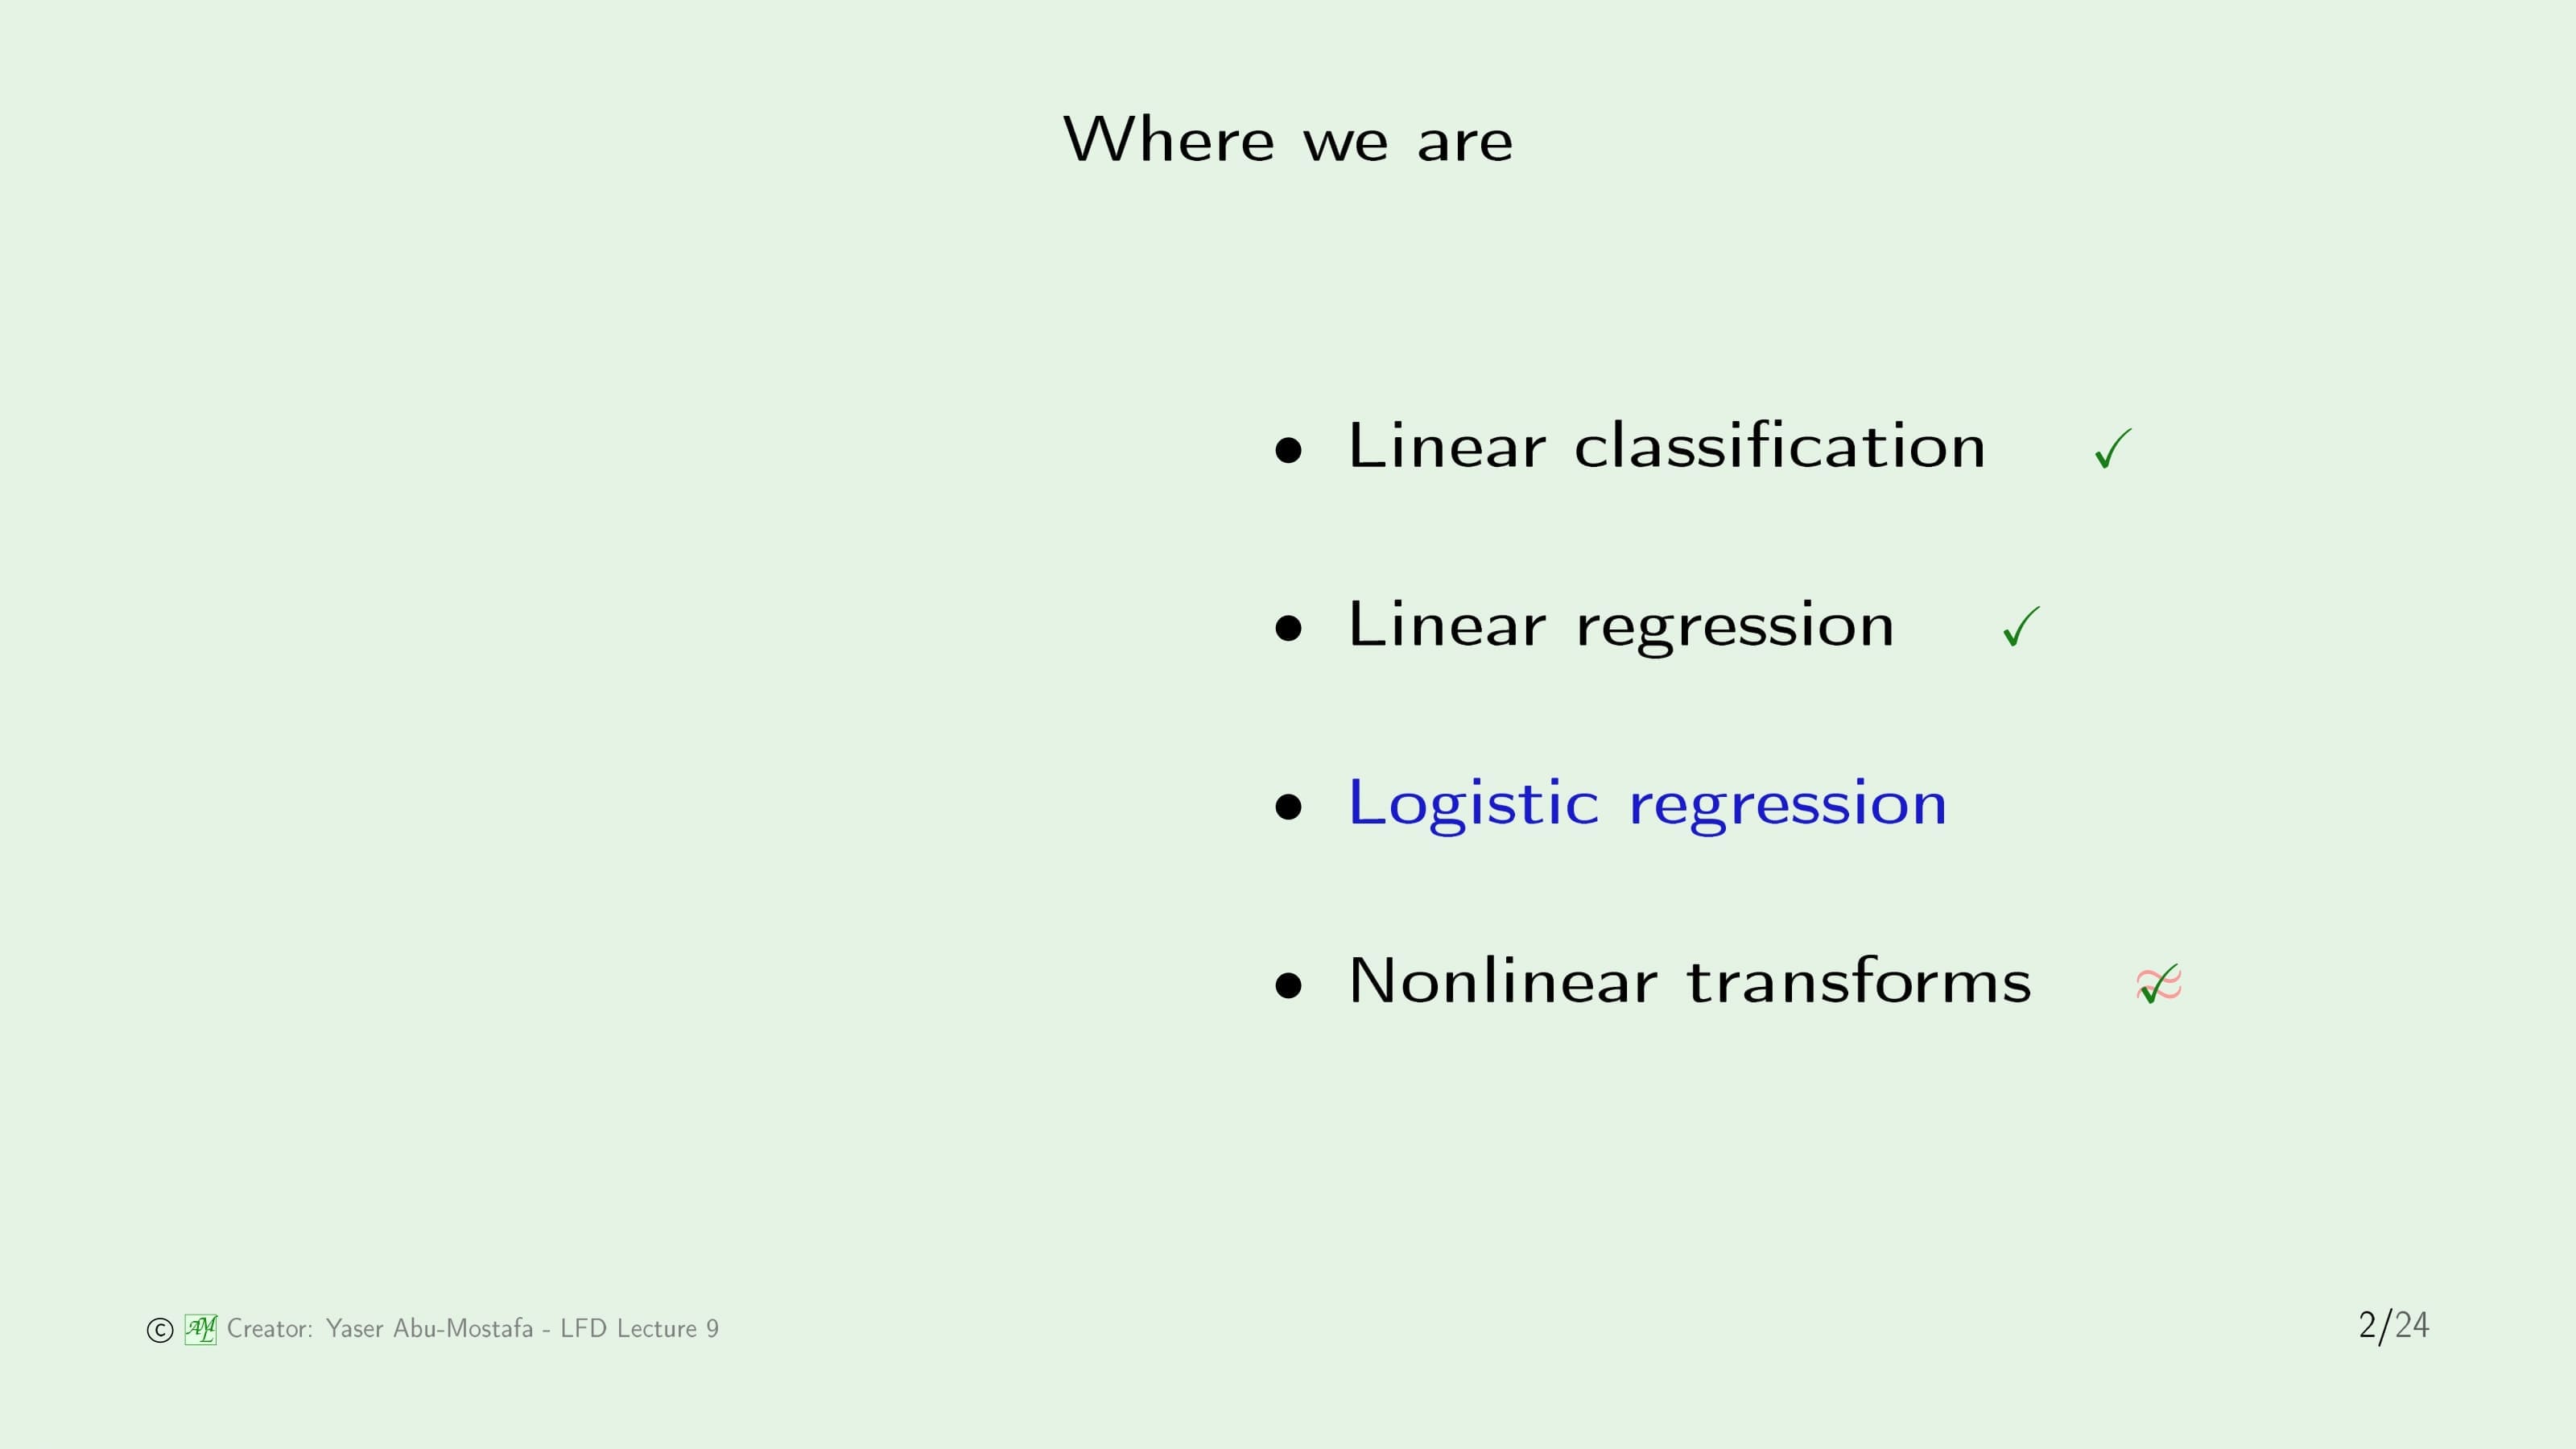 Where we are
• Linear classification ✓
• Linear regression ✓
• Logistic regression
• Nonlinear transforms ≈✓
© AML Creator: Yaser Abu-Mostafa - LFD Lecture 9
2/24